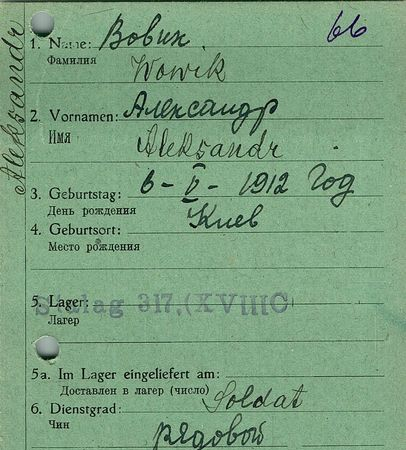 66
1. Name: Вовик
Фамилия
Wowik
2. Vornamen: Александр
Имя
Aleksandr
Aleksandr
3. Geburtstag: 6 - V - 1912 год
День рождения
4. Geburtsort: Киев
Место рождения
5. Lager: Stalag 317 (XVIIIC)
Лагер
5a. Im Lager eingeliefert am:
Доставлен в лагер (число)
6. Dienstgrad: Soldat
Чин
рядовой